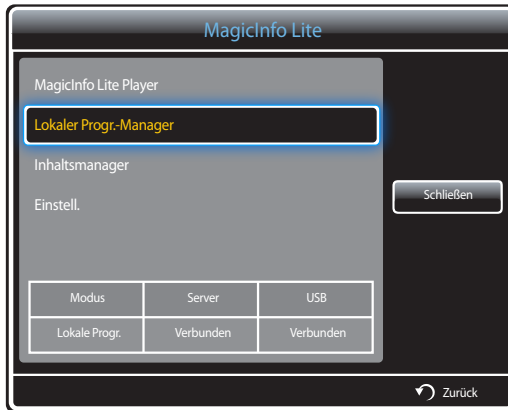 MagicInfo Lite
MagicInfo Lite Player
Lokaler Progr.-Manager
Inhaltsmanager
Einstell.
Schließen
Modus Server USB
Lokale Progr. Verbunden Verbunden
Zurück